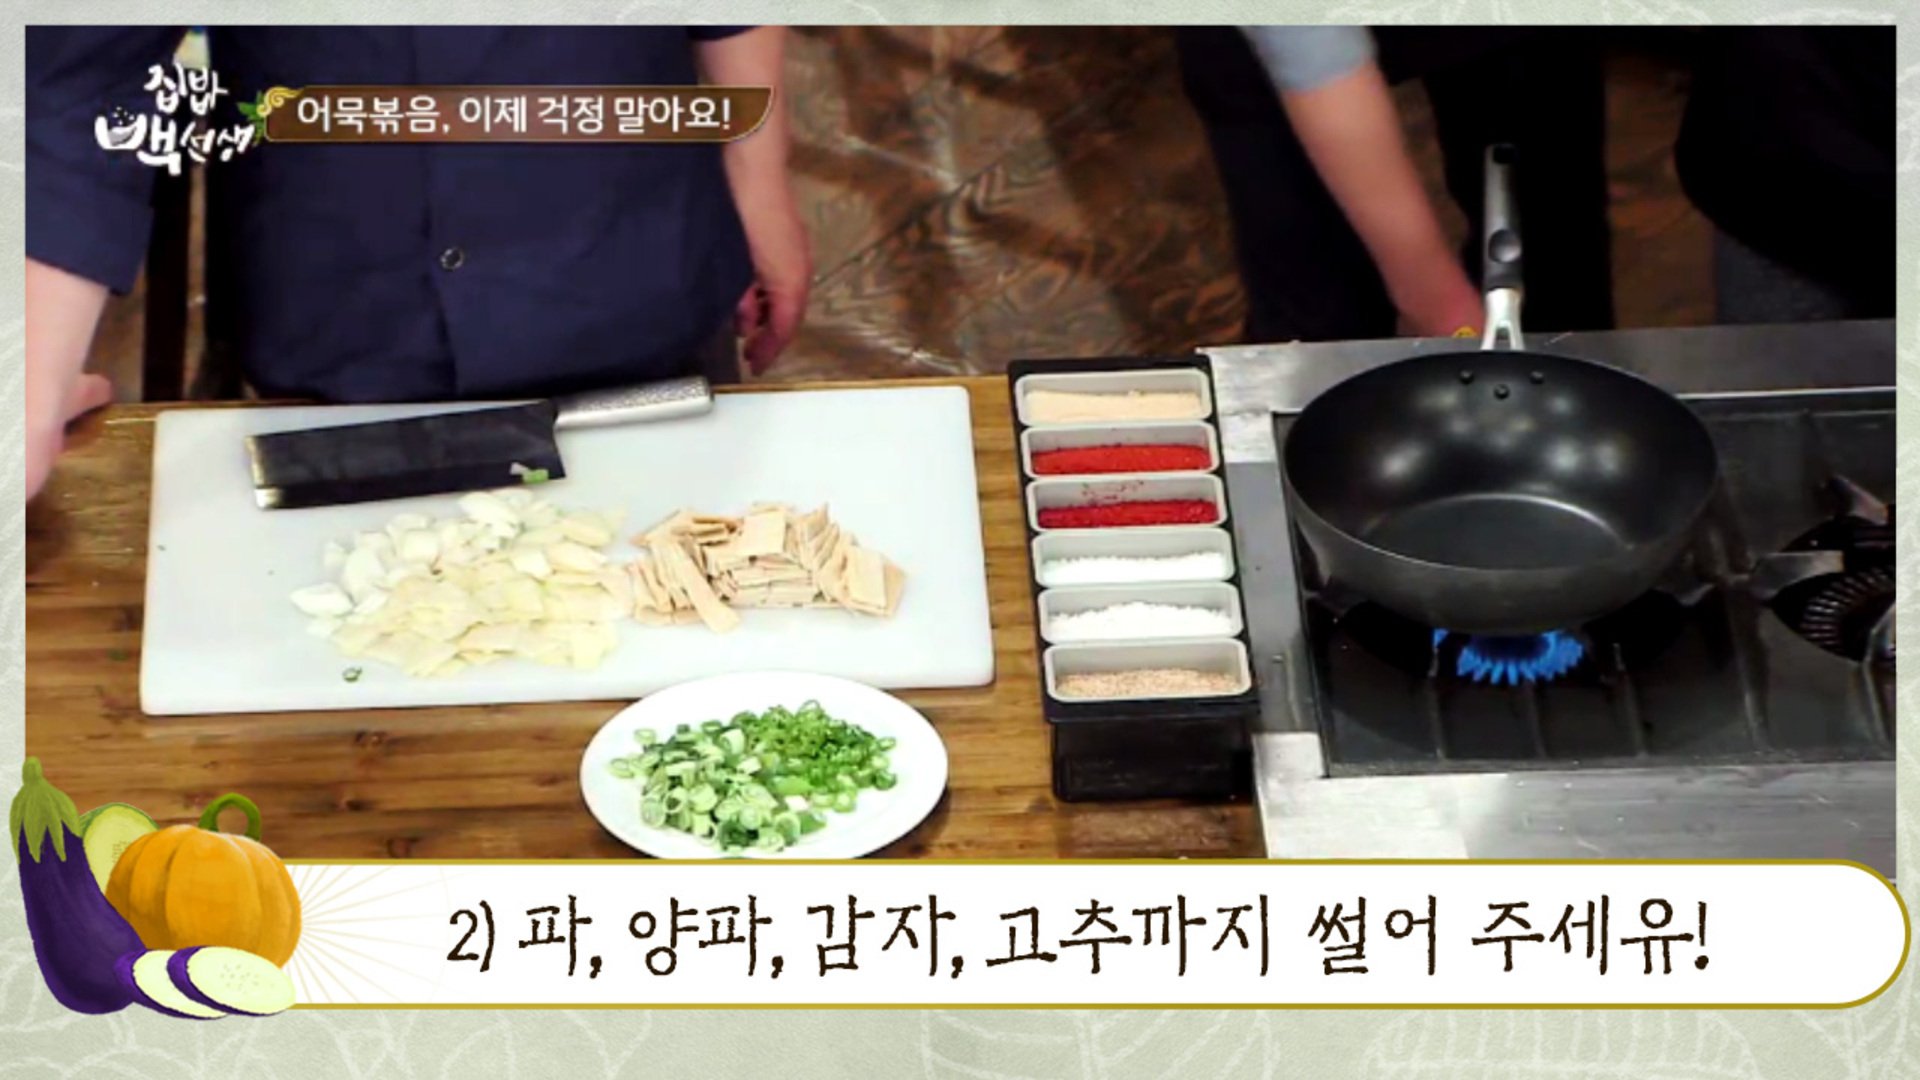 집밥
백선생
어묵볶음, 이제 걱정 말아요!
2) 파, 양파, 감자, 고추까지 썰어 주세유!